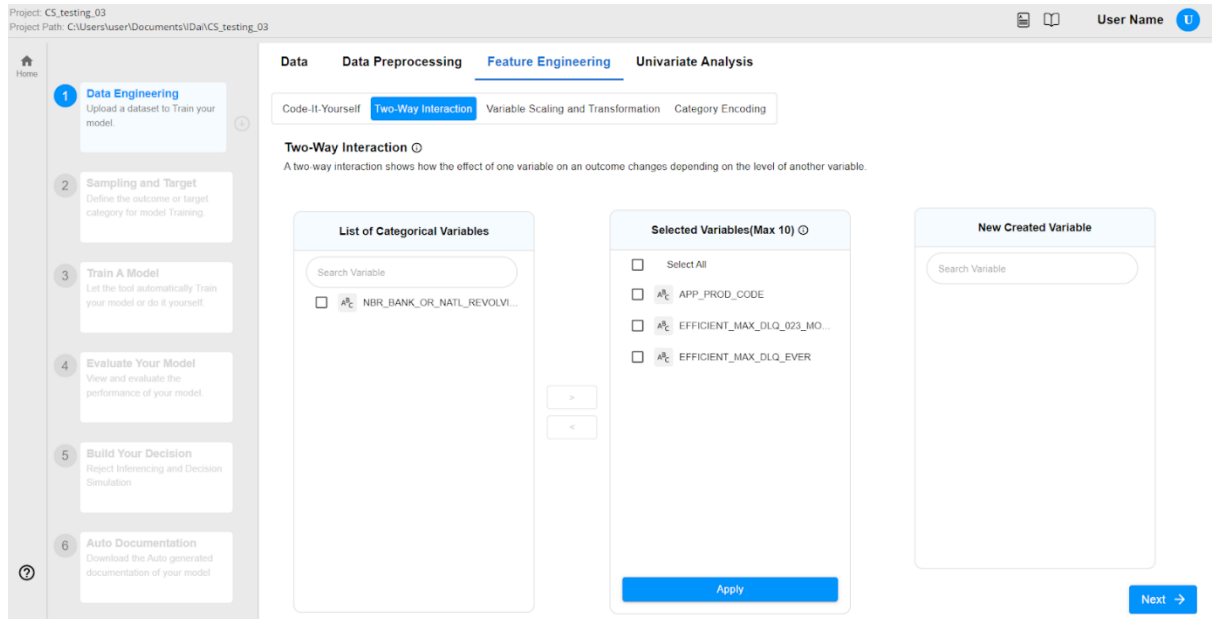 Project: CS_testing_03
Project Path: C:\Users\user\Documents\IDai\CS_testing_03
User Name
U
Home
1
Data Engineering
Upload a dataset to Train your
model.
2
Sampling and Target
Define the outcome or target
category for model Training.
3
Train A Model
Let the tool automatically Train
your model or do it yourself.
4
Evaluate Your Model
View and evaluate the
performance of your model.
5
Build Your Decision
Reject Inferencing and Decision
Simulation
6
Auto Documentation
Download the Auto generated
documentation of your model
Data Data Preprocessing Feature Engineering Univariate Analysis
Code-It-Yourself Two-Way Interaction Variable Scaling and Transformation Category Encoding
Two-Way Interaction
A two-way interaction shows how the effect of one variable on an outcome changes depending on the level of another variable.
List of Categorical Variables
Search Variable
NBR_BANK_OR_NATL_REVOLVI...
>
<
Selected Variables(Max 10)
Select All
APP_PROD_CODE
EFFICIENT_MAX_DLQ_023_MO...
EFFICIENT_MAX_DLQ_EVER
Apply
New Created Variable
Search Variable
Next →